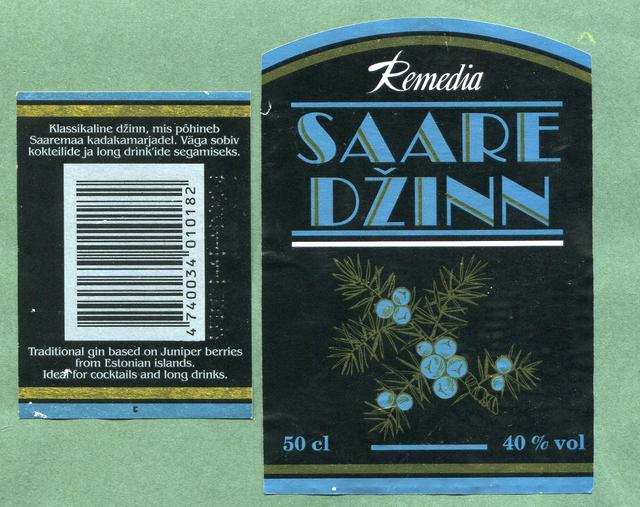 Klassikaline džinn, mis põhineb
Saaremaa kadakamarjadel. Väga sobiv
kokteilide ja long drink'ide segamiseks.
4 740034 010182
Traditional gin based on Juniper berries
from Estonian islands.
Ideal for cocktails and long drinks.
E
Remedia
SAARE
DŽINN
50 cl
40 % vol